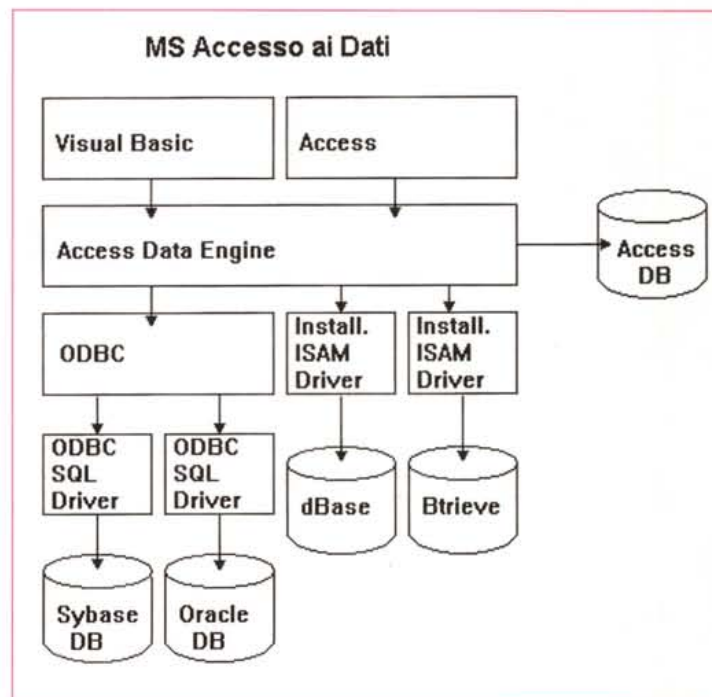 MS Accesso ai Dati
Visual Basic
Access
Access Data Engine
Access
DB
ODBC
Install.
ISAM
Driver
Install.
ISAM
Driver
ODBC
SQL
Driver
ODBC
SQL
Driver
dBase
Btrieve
Sybase
DB
Oracle
DB